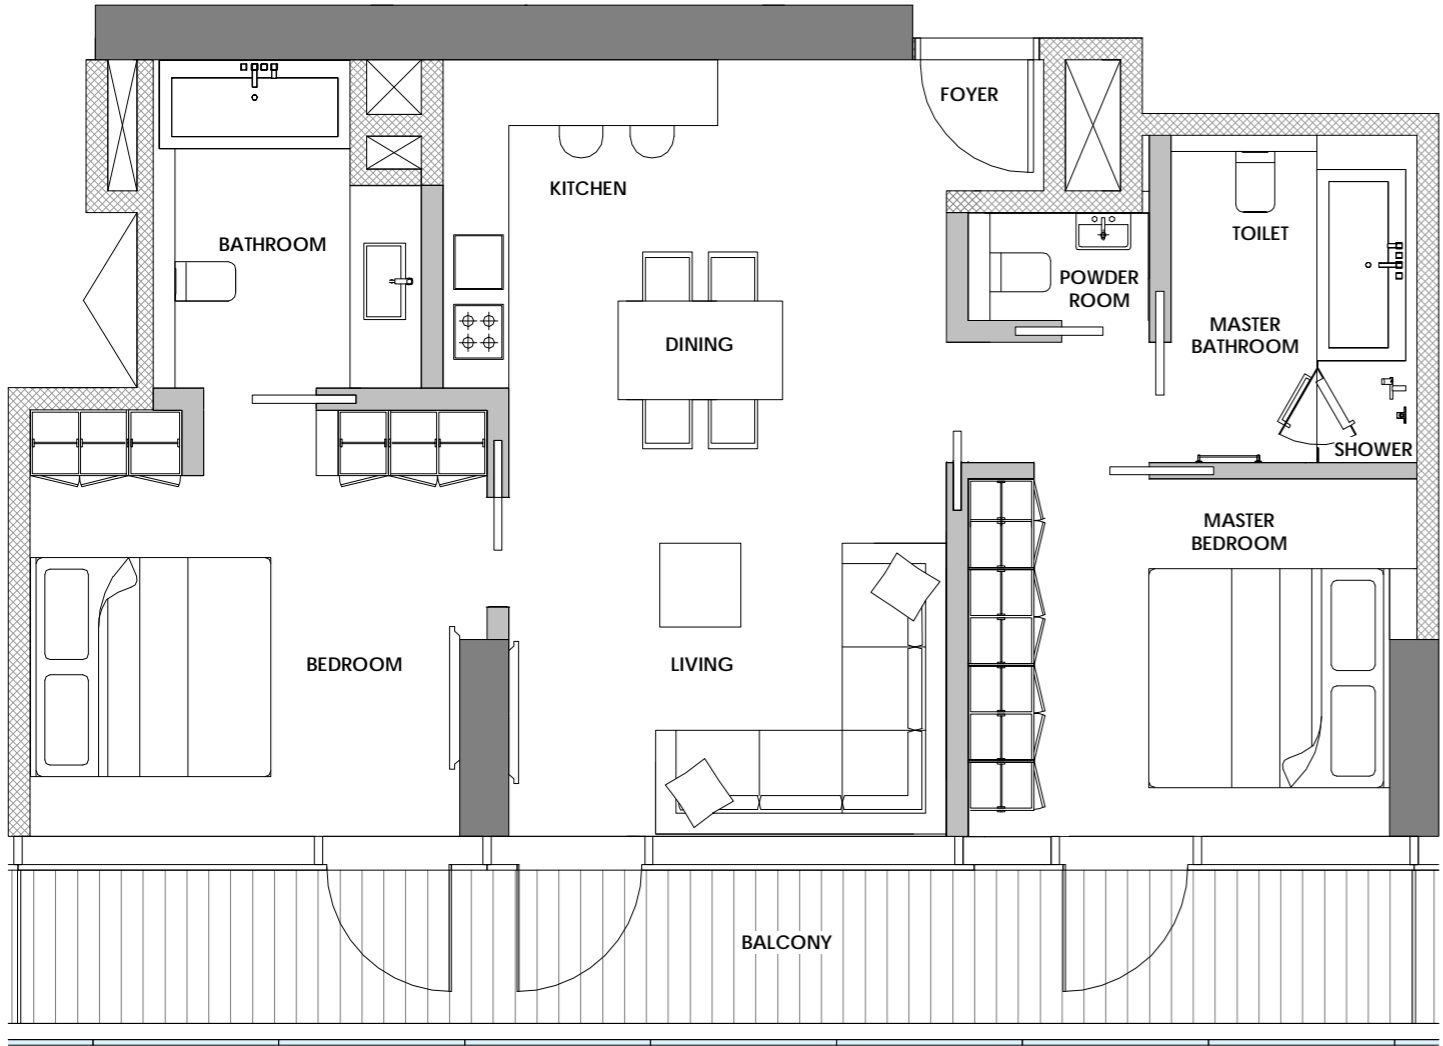 FOYER
KITCHEN
BATHROOM
TOILET
POWDER
ROOM
MASTER
BATHROOM
DINING
SHOWER
MASTER
BEDROOM
BEDROOM
LIVING
BALCONY